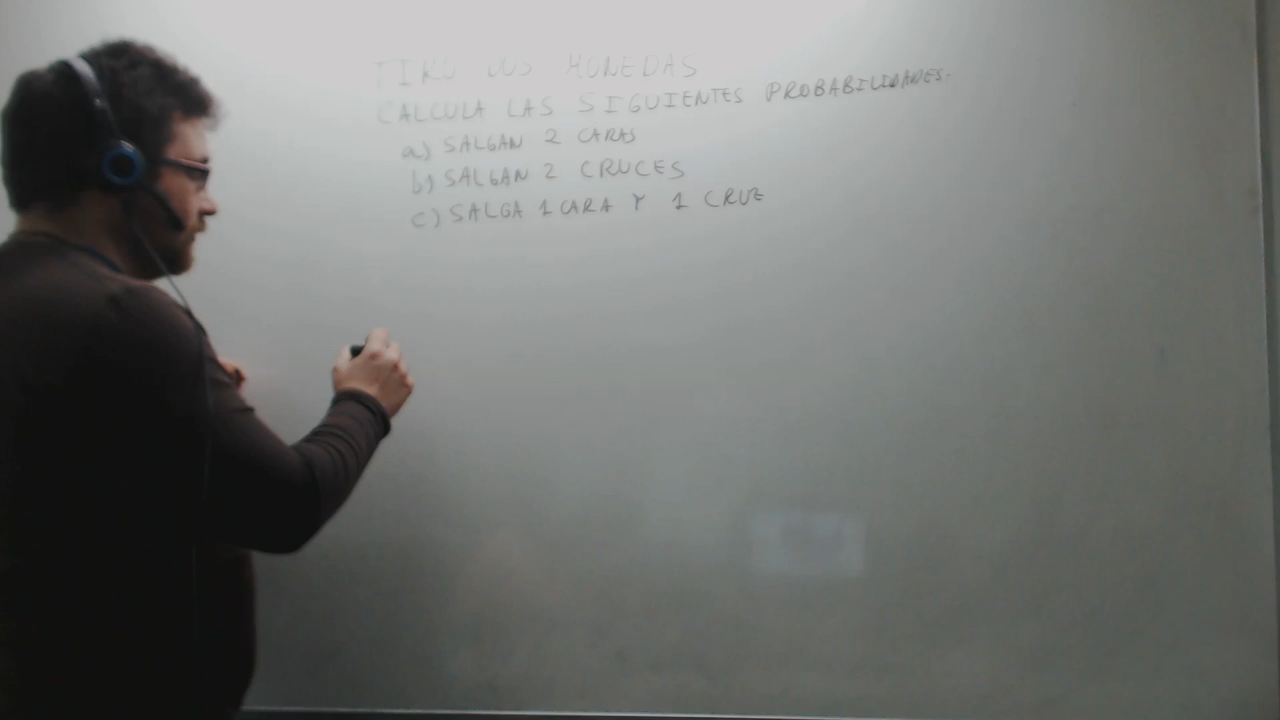 TIRO DOS MONEDAS
CALCULA LAS SIGUIENTES PROBABILIDADES.
a) SALGAN 2 CARAS
b) SALGAN 2 CRUCES
c) SALGA 1 CARA Y 1 CRUZ